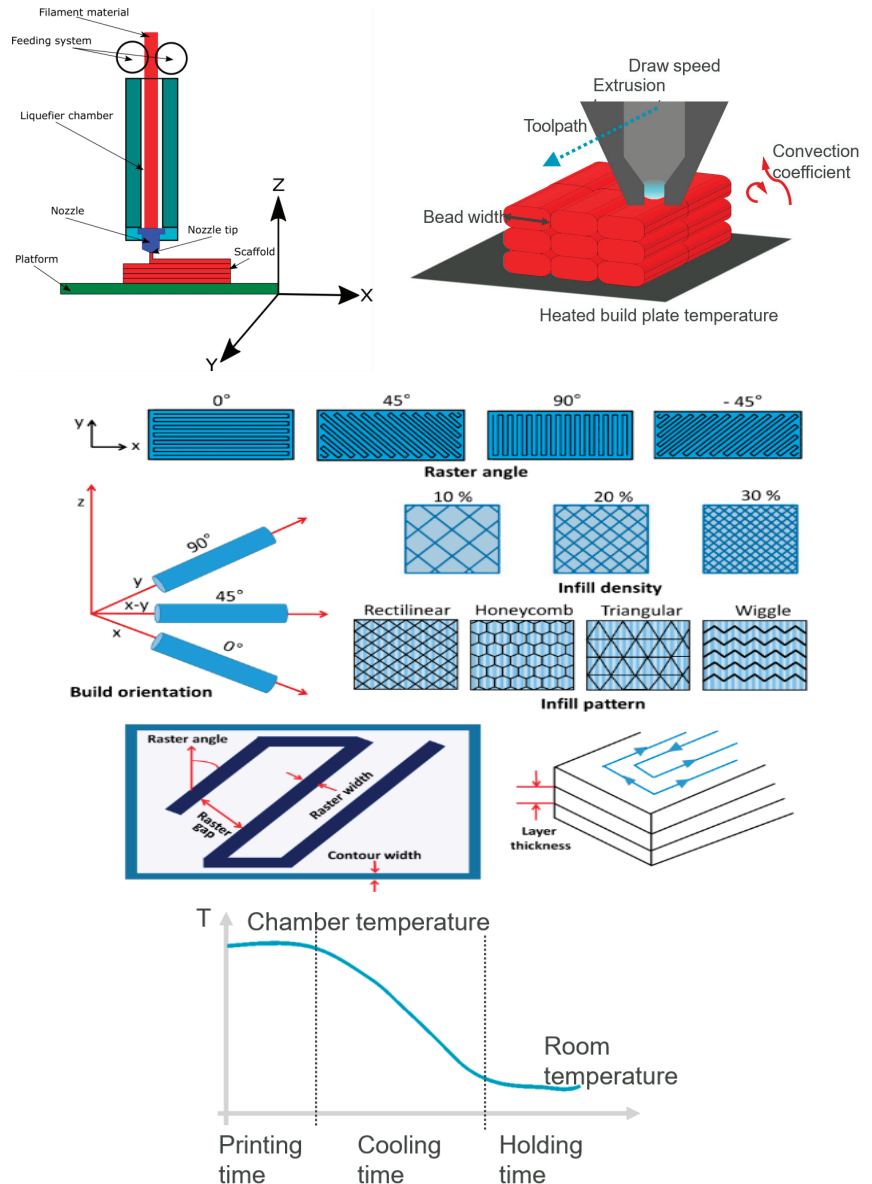 Filament material
Feeding system
Liquefier chamber
Nozzle
Nozzle tip
Scaffold
Platform
Z
X
Y
Draw speed
Extrusion
Toolpath
Convection
coefficient
Bead width
Heated build plate temperature
0° 45° 90° - 45°
y
x
Raster angle
z
90°
y
x-y
45°
x
0°
Build orientation
10 % 20 % 30 %
Infill density
Rectilinear Honeycomb Triangular Wiggle
Infill pattern
Raster angle
Raster width
Raster
gap
Contour width
Layer
thickness
T
Chamber temperature
Room
temperature
Printing
time
Cooling
time
Holding
time